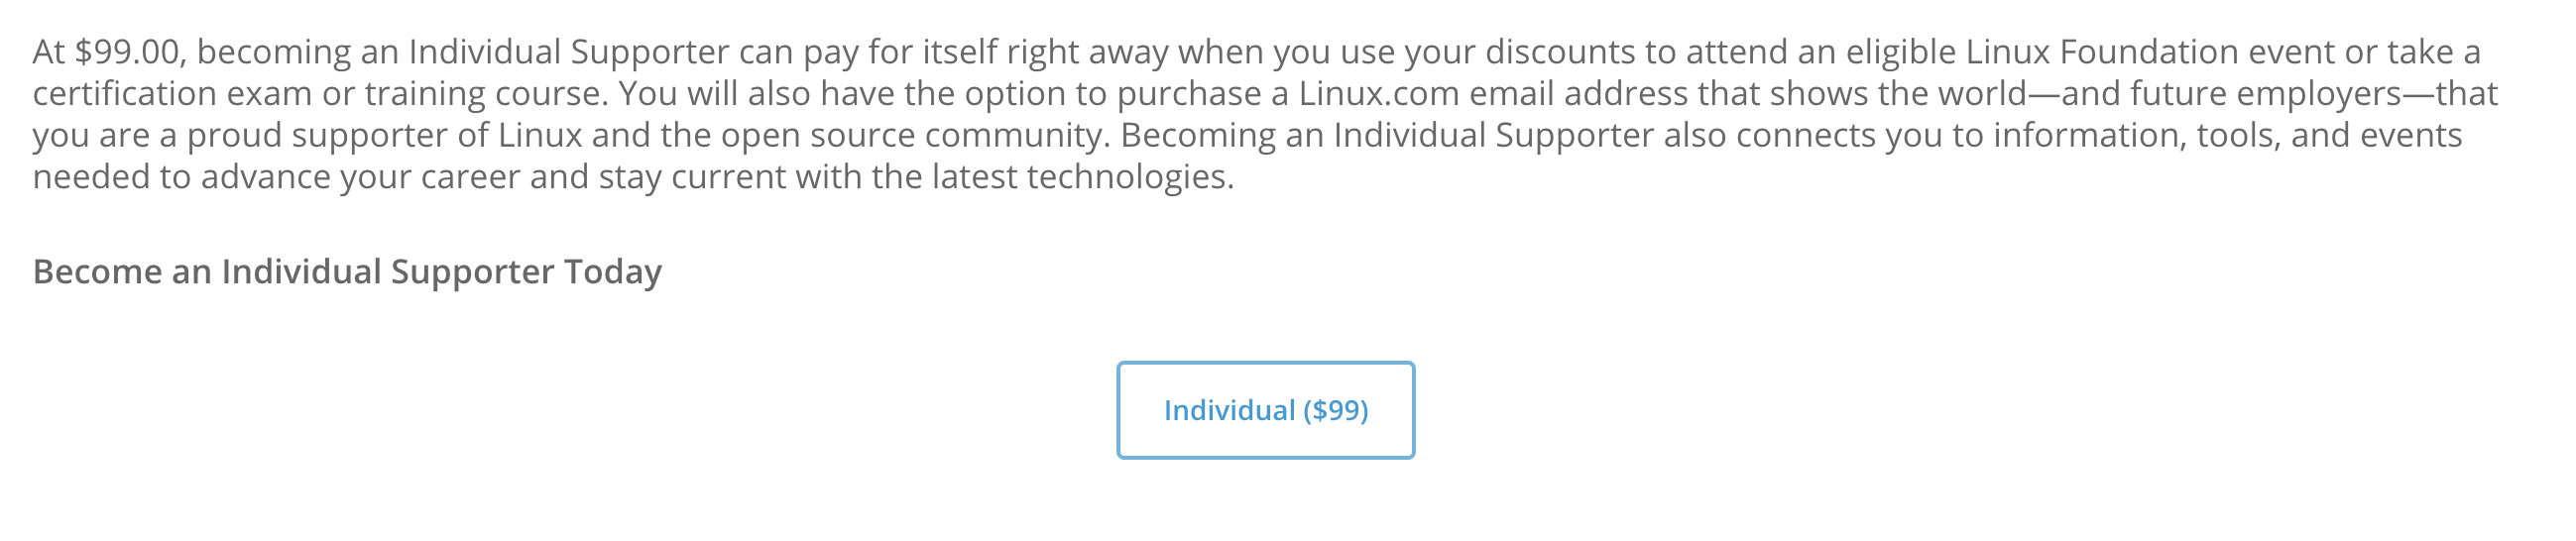 At $99.00, becoming an Individual Supporter can pay for itself right away when you use your discounts to attend an eligible Linux Foundation event or take a
certification exam or training course. You will also have the option to purchase a Linux.com email address that shows the world—and future employers—that
you are a proud supporter of Linux and the open source community. Becoming an Individual Supporter also connects you to information, tools, and events
needed to advance your career and stay current with the latest technologies.
Become an Individual Supporter Today
Individual ($99)